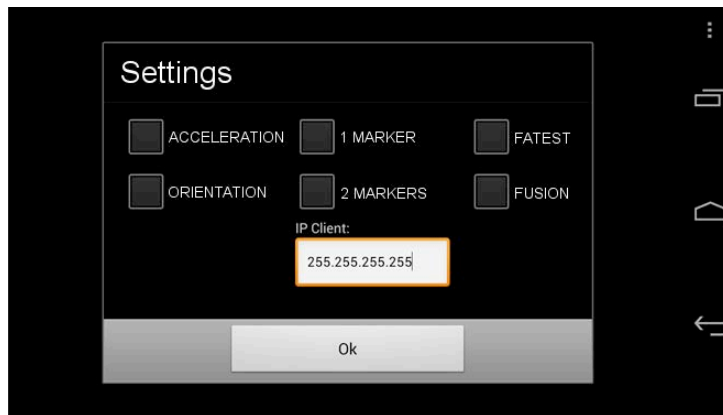 Settings
ACCELERATION 1 MARKER FATEST
ORIENTATION 2 MARKERS FUSION
IP Client:
255.255.255.255
Ok